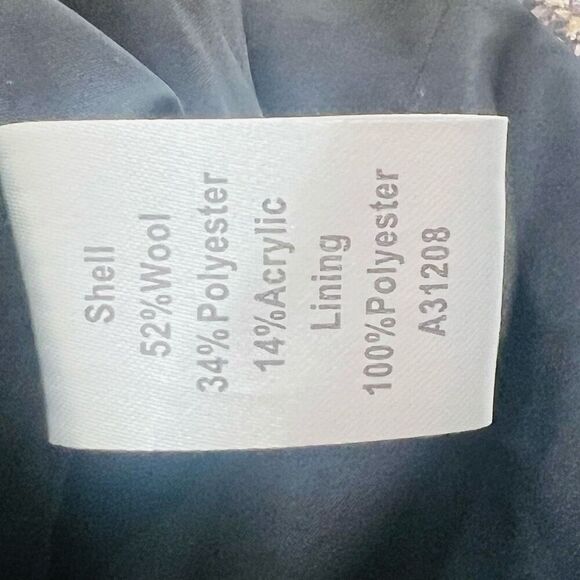 Shell
52%Wool
34%Polyester
14%Acrylic
Lining
100%Polyester
A31208